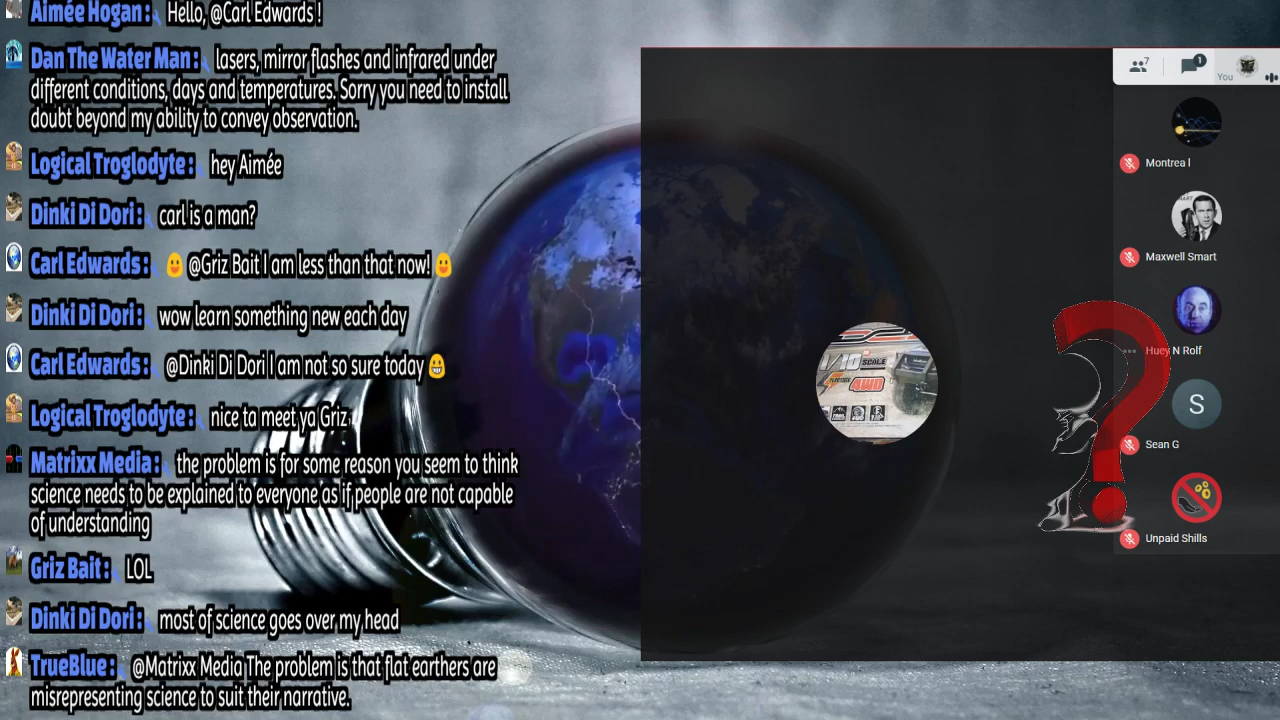 Aimée Hogan : Hello, @Carl Edwards !
Dan The Water Man : lasers, mirror flashes and infrared under
different conditions, days and temperatures. Sorry you need to install
doubt beyond my ability to convey observation.
Logical Troglodyte : hey Aimée
Dinki Di Dori : carl is a man?
Carl Edwards : 😃 @Griz Bait I am less than that now! 😃
Dinki Di Dori : wow learn something new each day
Carl Edwards : @Dinki Di Dori I am not so sure today 😁
Logical Troglodyte : nice ta meet ya Griz,
Matrixx Media : the problem is for some reason you seem to think
science needs to be explained to everyone as if people are not capable
of understanding
Griz Bait : LOL
Dinki Di Dori : most of science goes over my head
TrueBlue : @Matrixx Media The problem is that flat earthers are
misrepresenting science to suit their narrative.
7
1
You
Montrea l
Maxwell Smart
Huey N Rolf
S
Sean G
Unpaid Shills
1/10 SCALE
4WD
?